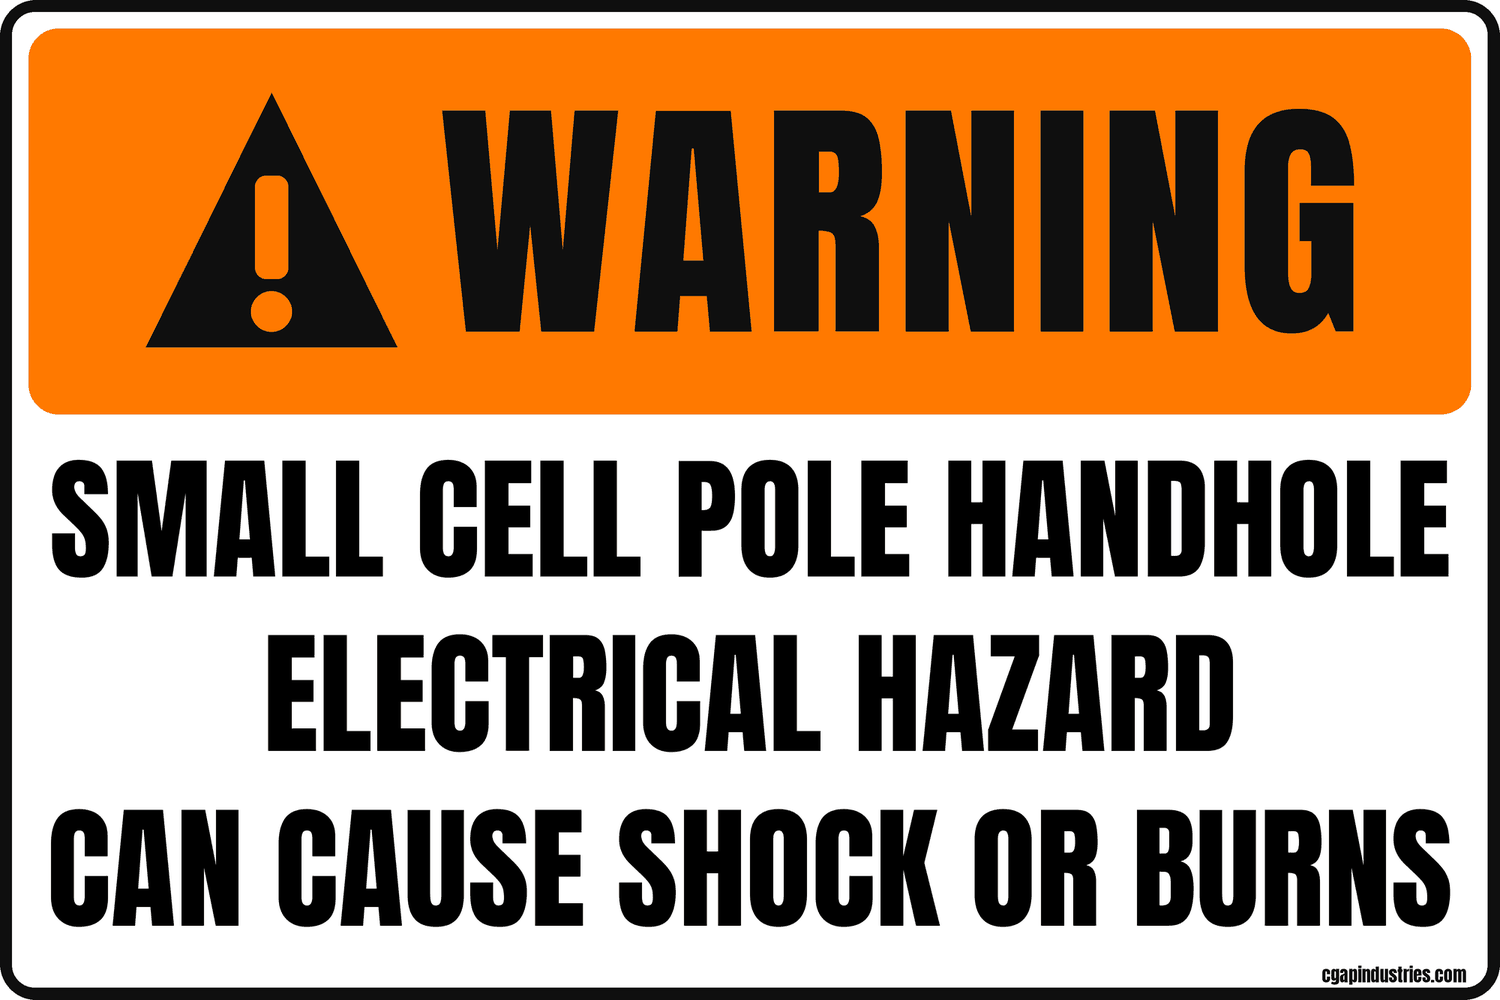 WARNING
SMALL CELL POLE HANDHOLE
ELECTRICAL HAZARD
CAN CAUSE SHOCK OR BURNS
cgapindustries.com